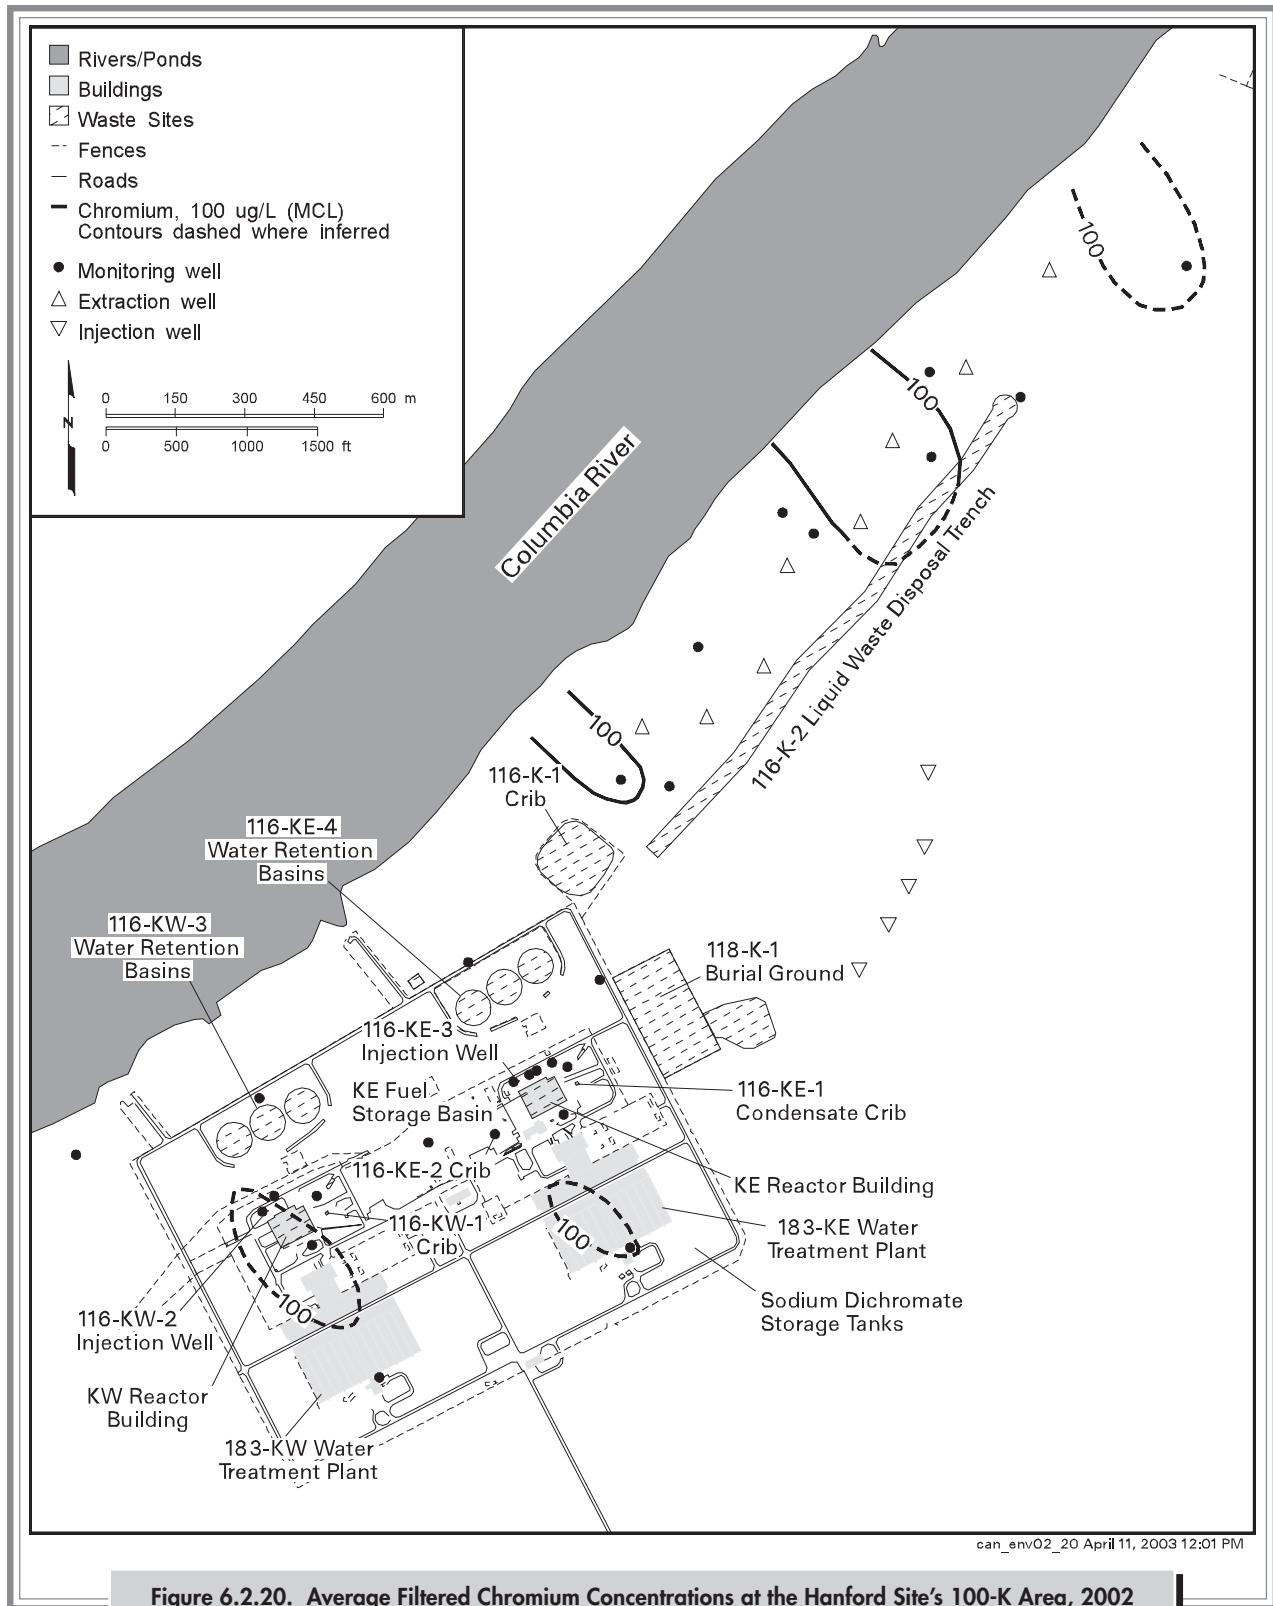 Rivers/Ponds
Buildings
Waste Sites
Fences
Roads
Chromium, 100 ug/L (MCL)
Contours dashed where inferred
Monitoring well
Extraction well
Injection well
0 150 300 450 600 m
N
0 500 1000 1500 ft
100
100
Columbia River
116-K-2 Liquid Waste Disposal Trench
100
116-K-1
Crib
116-KE-4
Water Retention
Basins
116-KW-3
Water Retention
Basins
118-K-1
Burial Ground
116-KE-3
Injection Well
KE Fuel
Storage Basin
116-KE-1
Condensate Crib
116-KE-2 Crib
KE Reactor Building
116-KW-1
Crib
100
183-KE Water
Treatment Plant
100
116-KW-2
Injection Well
Sodium Dichromate
Storage Tanks
KW Reactor
Building
183-KW Water
Treatment Plant
can_env02_20 April 11, 2003 12:01 PM
Figure 6.2.20. Average Filtered Chromium Concentrations at the Hanford Site's 100-K Area, 2002